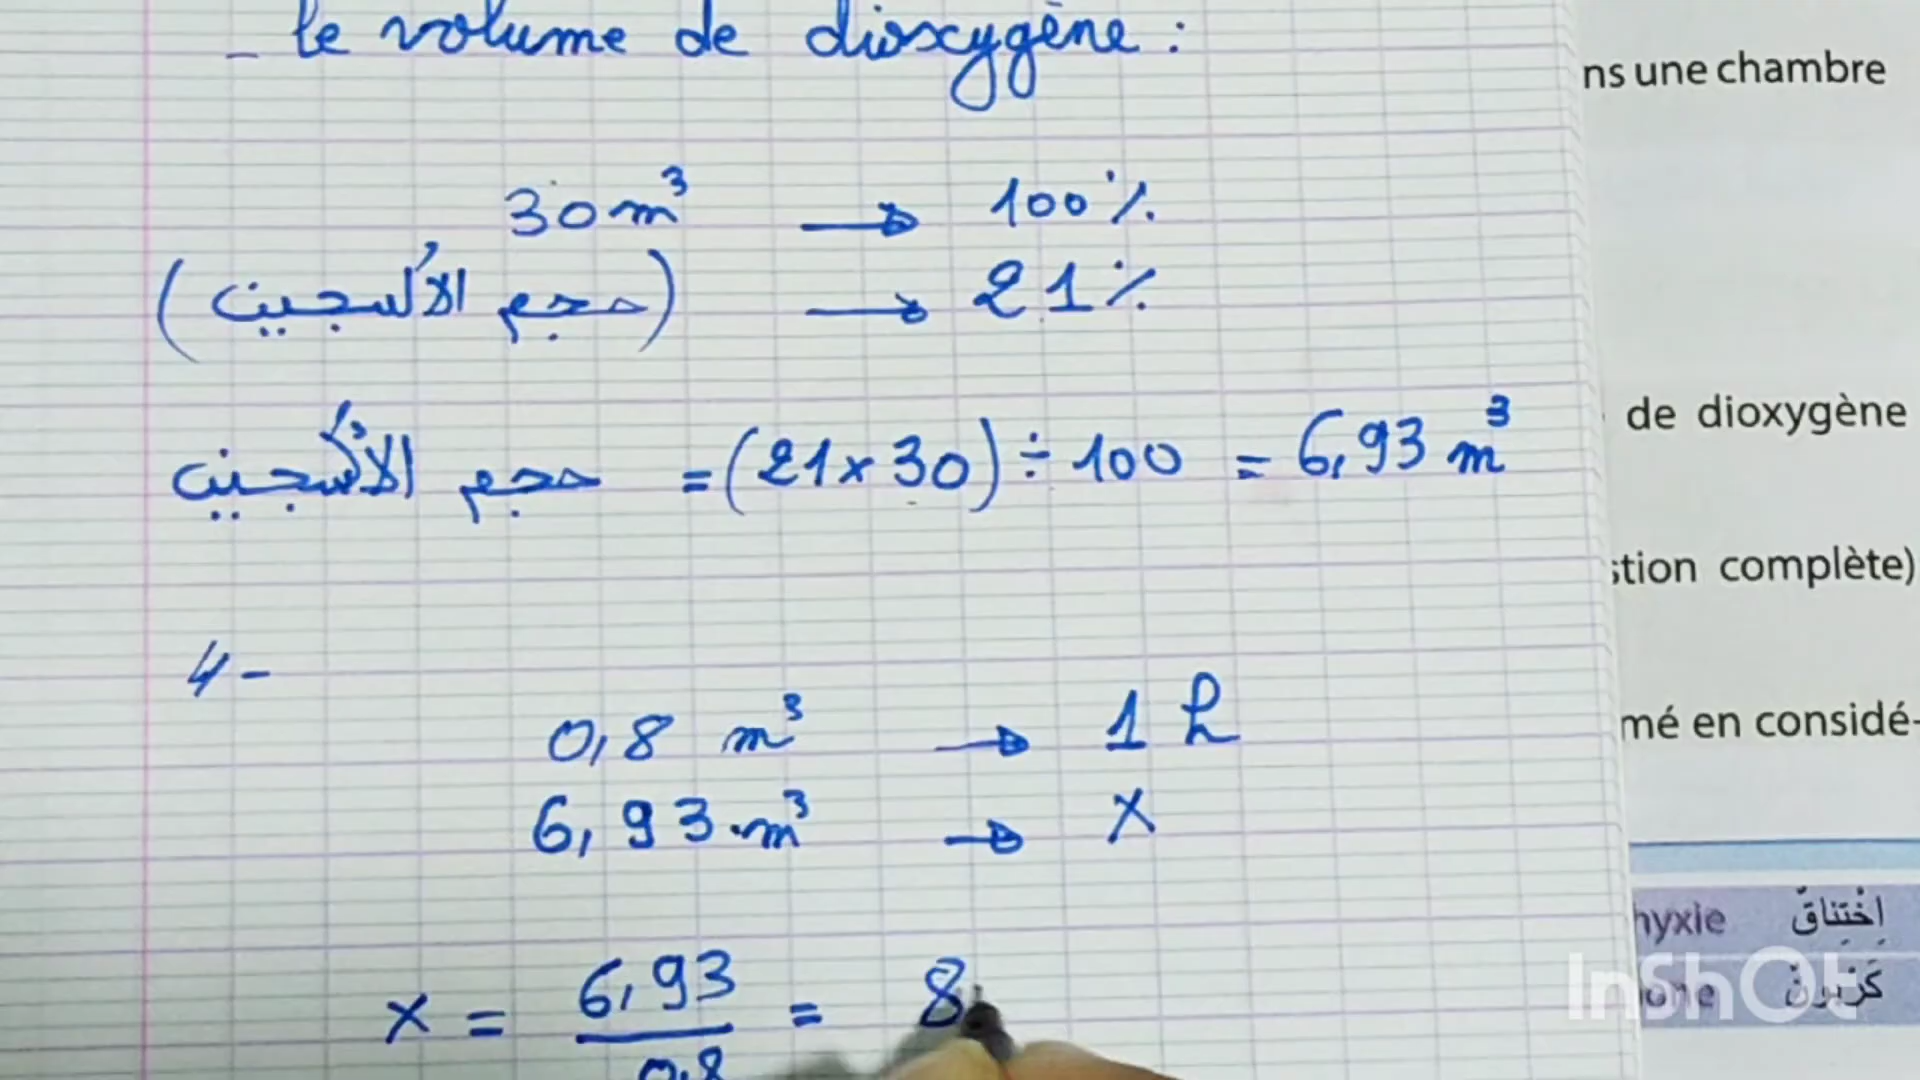 - le volume de dioxygène :
30 m³ → 100 %
(حجم الأكسجين) → 21 %
حجم الأكسجين = (21 × 30) ÷ 100 = 6,93 m³
4 -
0,8 m³ → 1 h
6,93 m³ → x
x = 6,93 / 0,8 = 8
ns une chambre
de dioxygène
stion complète)
mé en considé-
hyxie اِخْتِناقٌ
كَرْبون
InShOt